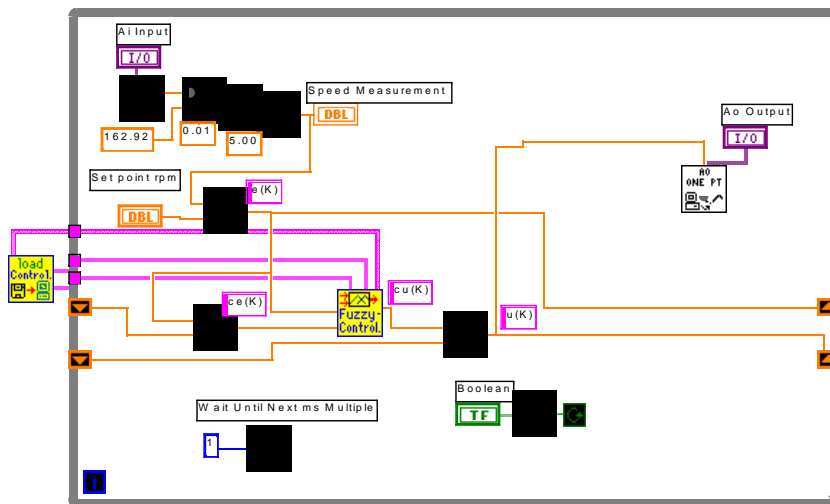 Ai Input
I/O
Speed Measurement
DBL
162.92
0.01
5.00
Ao Output
I/O
AO
ONE PT
Set point rpm
e(K)
DBL
load
Control.
ce(K)
cu(K)
Fuzzy-
Control.
u(K)
Boolean
TF
Wait Until Next ms Multiple
1
i